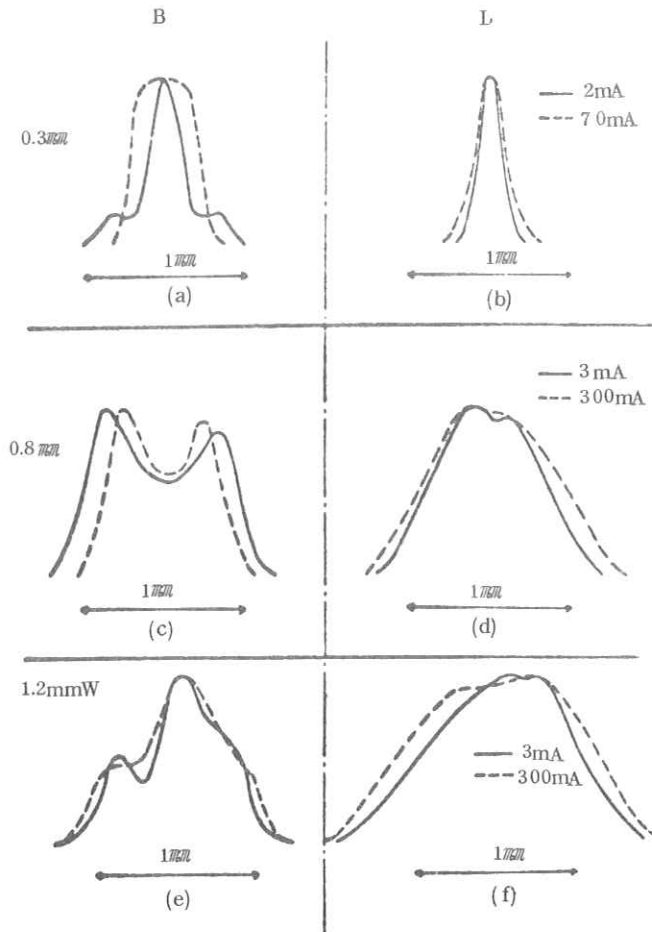 B L
2mA
70mA
0.3㎜
1㎜ 1㎜
(a) (b)
3mA
300mA
0.8㎜
1㎜ 1㎜
(c) (d)
1.2mmW
3mA
300mA
1㎜ 1㎜
(e) (f)